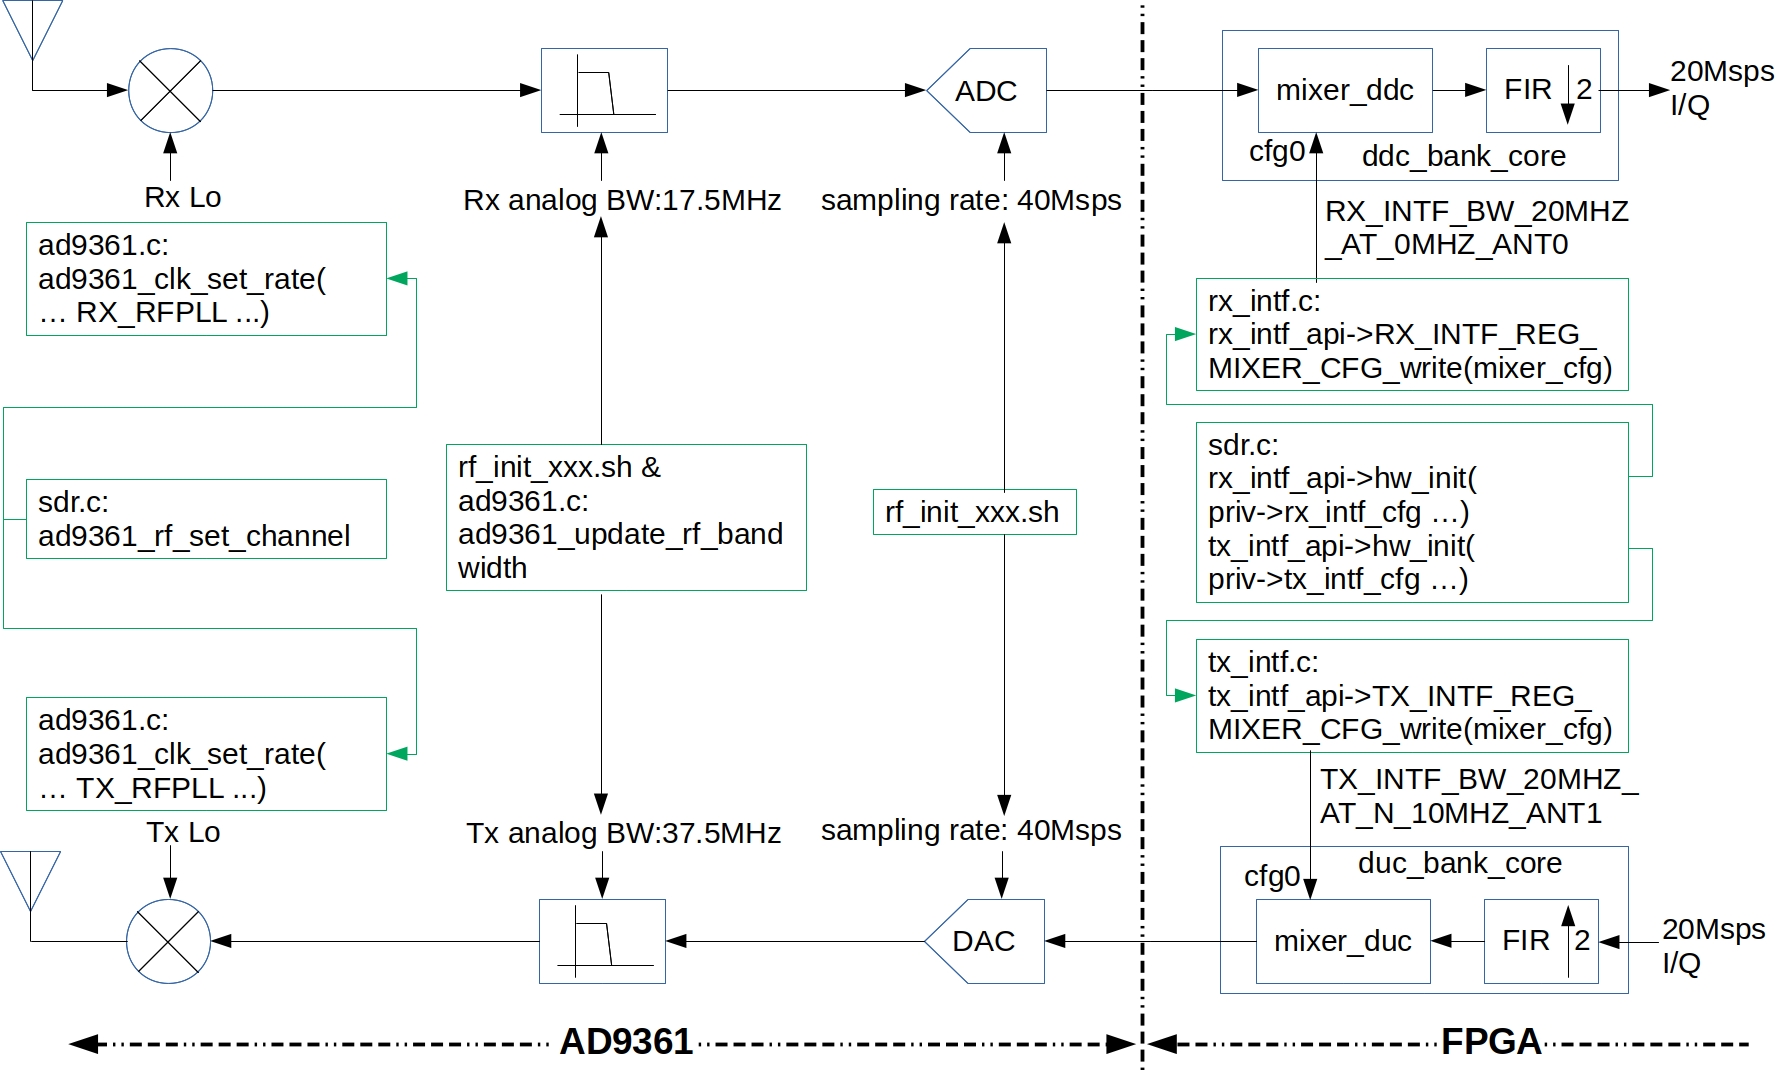 ADC
mixer_ddc
FIR
2
20Msps
I/Q
cfg0
ddc_bank_core
Rx Lo
Rx analog BW:17.5MHz
sampling rate: 40Msps
RX_INTF_BW_20MHZ
_AT_0MHZ_ANT0
ad9361.c:
ad9361_clk_set_rate(
… RX_RFPLL ...)
rx_intf.c:
rx_intf_api->RX_INTF_REG_
MIXER_CFG_write(mixer_cfg)
sdr.c:
ad9361_rf_set_channel
rf_init_xxx.sh &
ad9361.c:
ad9361_update_rf_band
width
rf_init_xxx.sh
sdr.c:
rx_intf_api->hw_init(
priv->rx_intf_cfg …)
tx_intf_api->hw_init(
priv->tx_intf_cfg …)
ad9361.c:
ad9361_clk_set_rate(
… TX_RFPLL ...)
tx_intf.c:
tx_intf_api->TX_INTF_REG_
MIXER_CFG_write(mixer_cfg)
TX_INTF_BW_20MHZ_
AT_N_10MHZ_ANT1
Tx Lo
Tx analog BW:37.5MHz
sampling rate: 40Msps
cfg0
duc_bank_core
DAC
mixer_duc
FIR
2
20Msps
I/Q
AD9361
FPGA